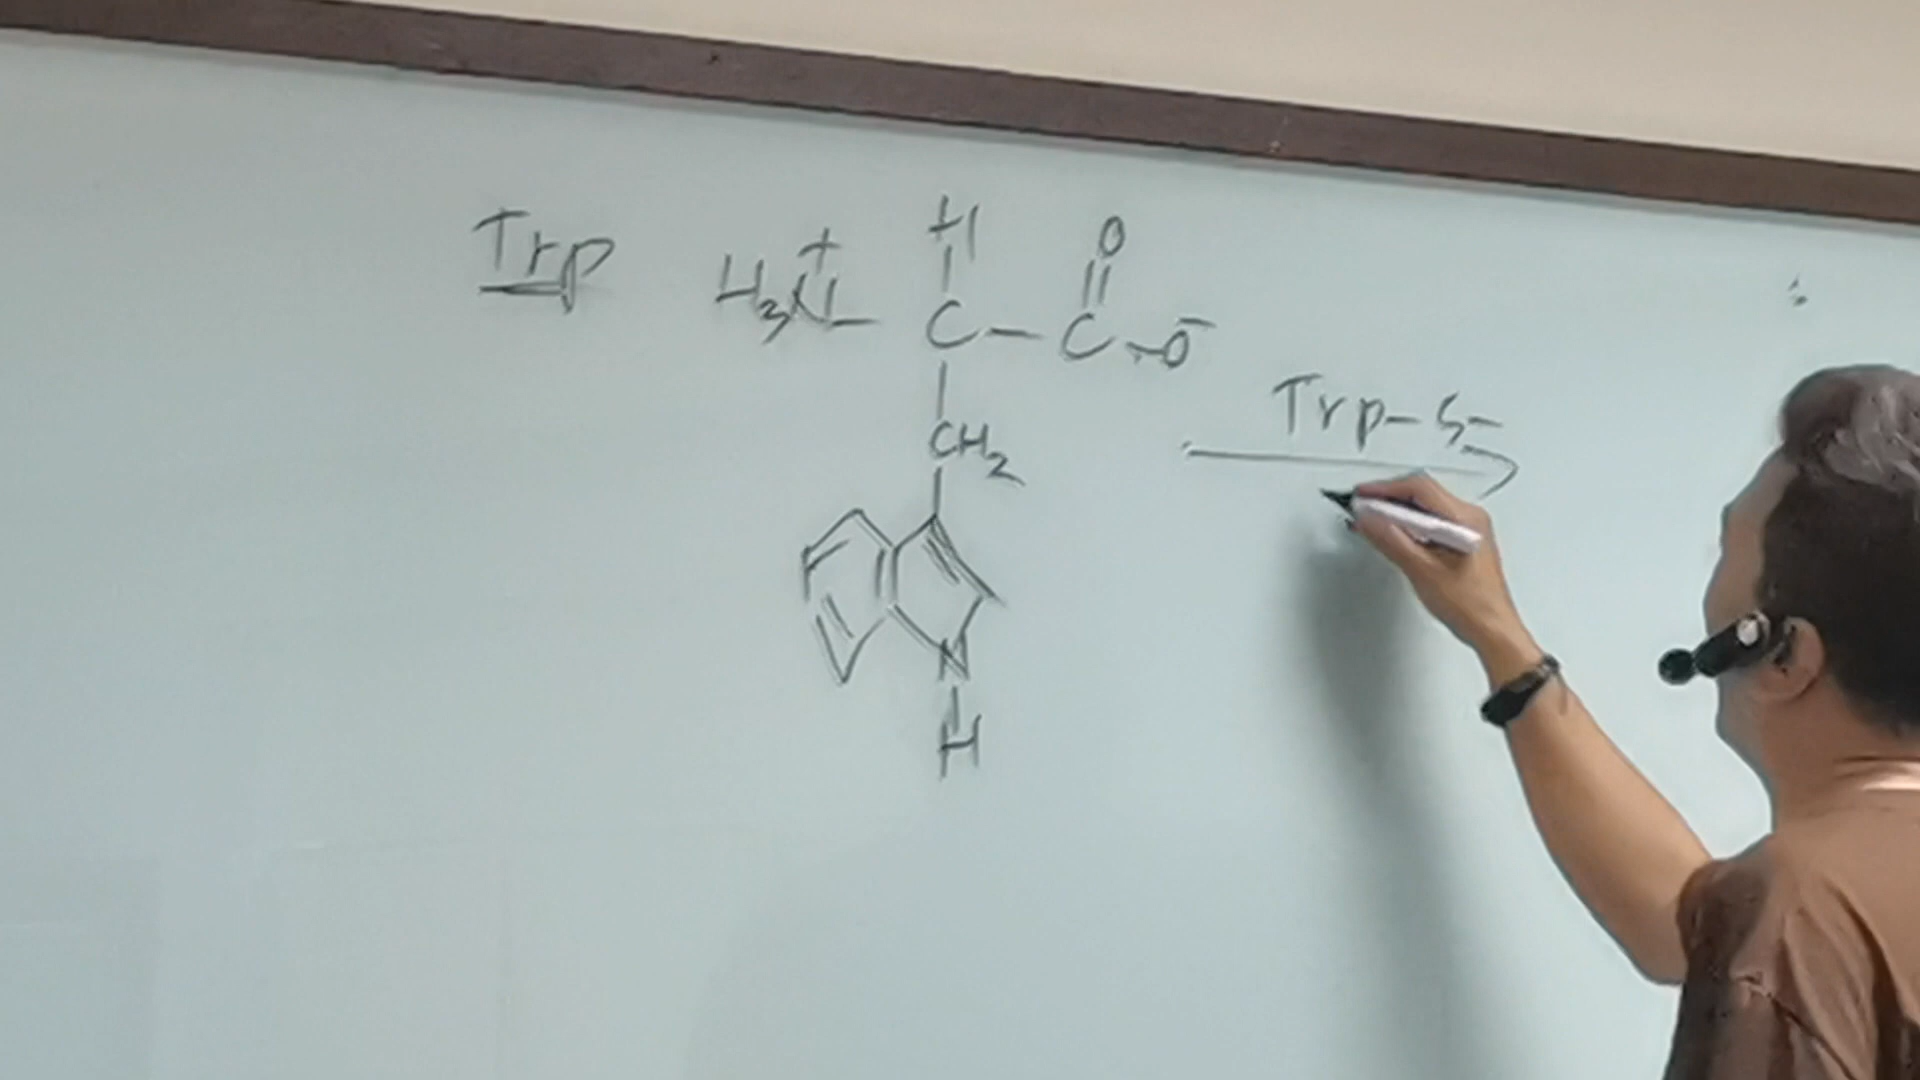 Trp
H₃N⁺ – C – C – O⁻
H
O
CH₂
N
H
Trp-S-